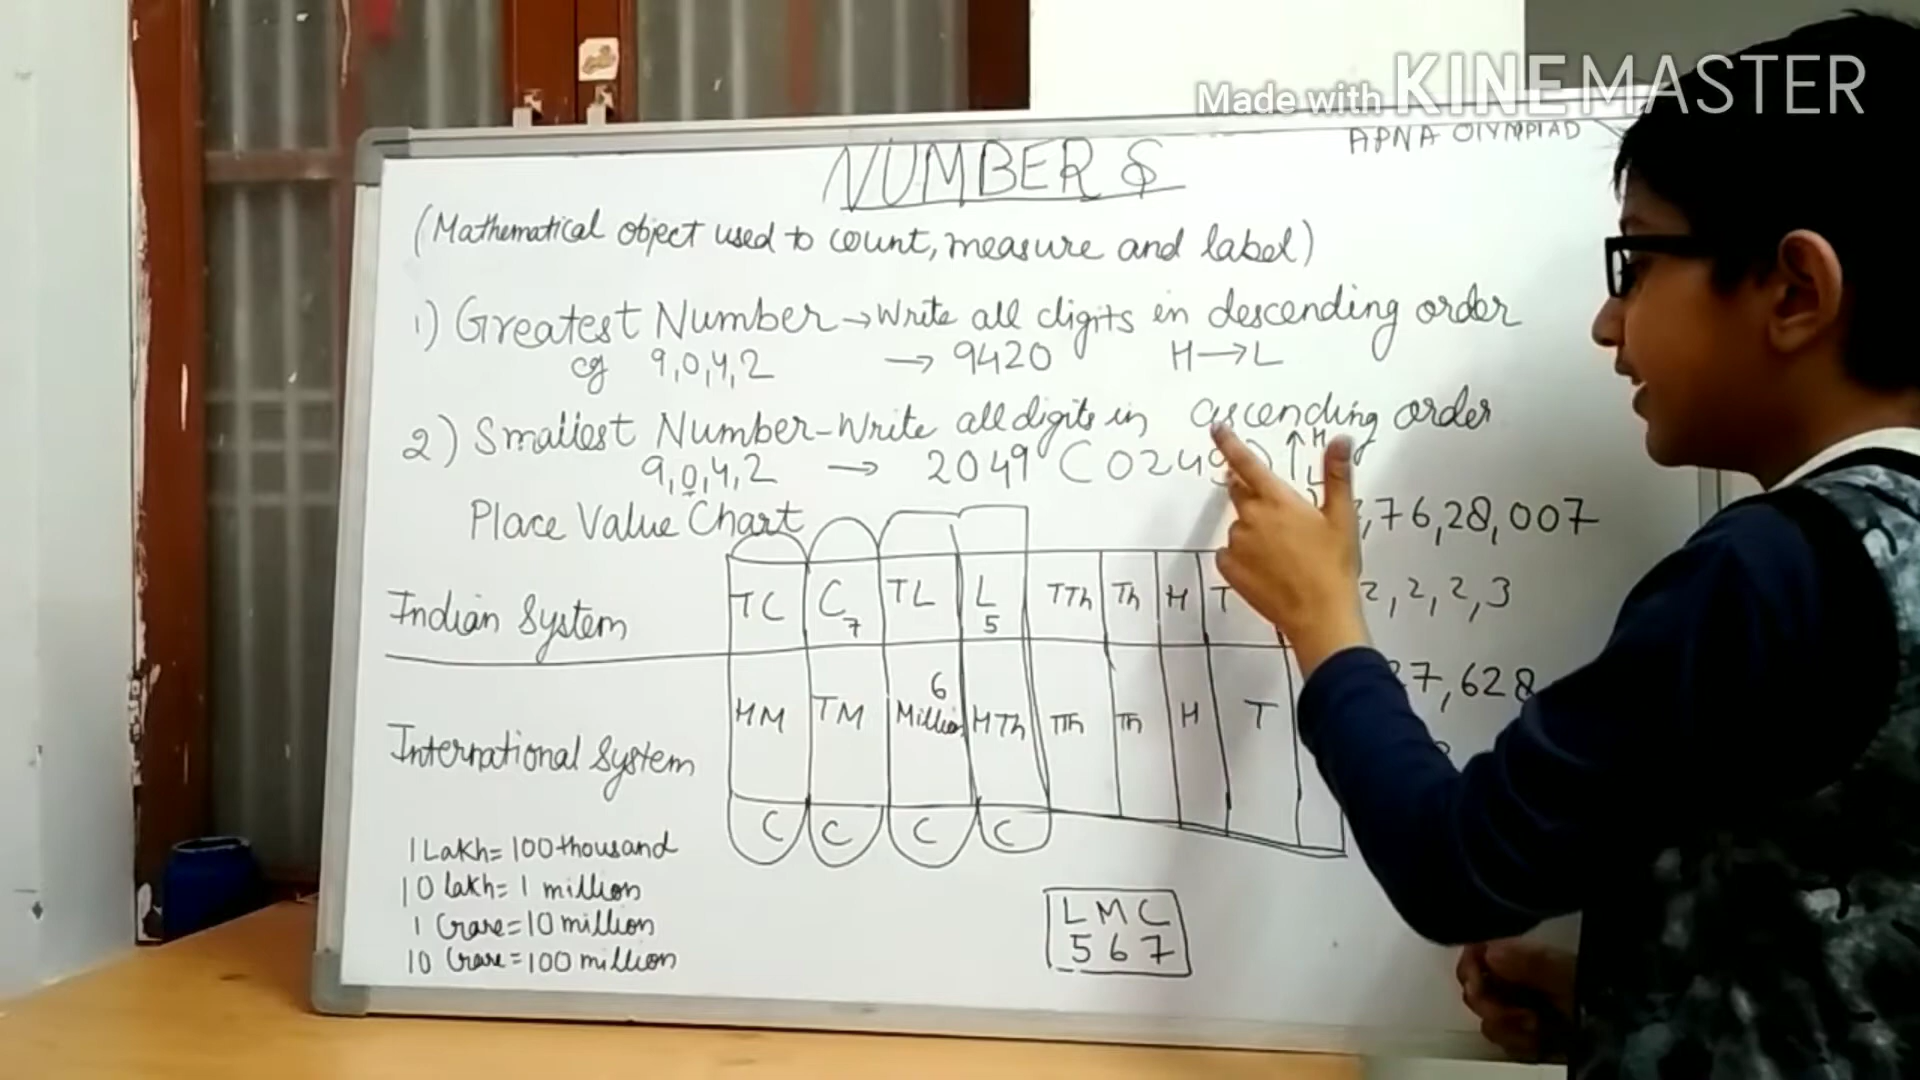 Made with KINEMASTER
APNA OLYMPIAD
NUMBERS
(Mathematical object used to count, measure and label)
1) Greatest Number → Write all digits in descending order
eg 9,0,4,2 → 9420 H→L
2) Smallest Number - Write all digits in ascending order
9,0,4,2 → 2049 (0249) ↑ H L
Place Value Chart
,76,28,007
Indian System TC C 7 TL L 5 TTh Th H T
2,2,2,3
7,628
International System HM TM 6 Million HTh TTh Th H T
C C C C
1 Lakh = 100 thousand
10 lakh = 1 million
1 Crare = 10 million
10 Crare = 100 million
L M C
5 6 7